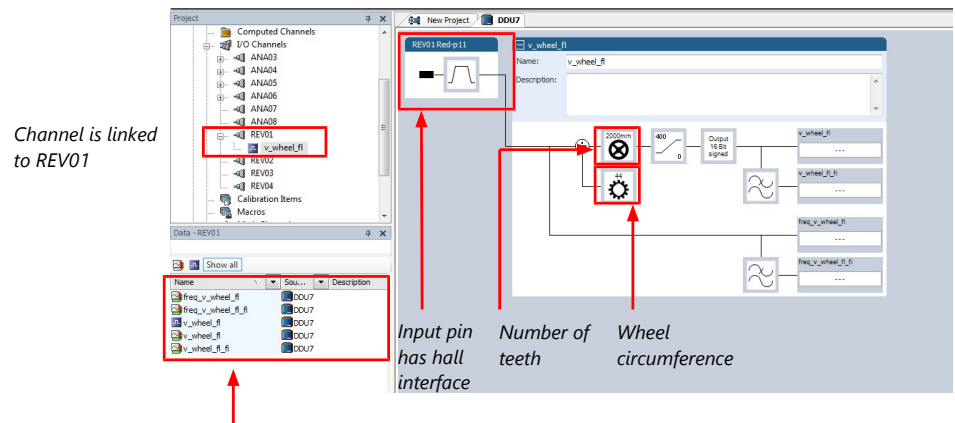 Project
New Project
DDU7
Computed Channels
I/O Channels
ANA03
ANA04
ANA05
ANA06
ANA07
ANA08
REV01
v_wheel_fl
REV02
REV03
REV04
Calibration Items
Macros
Channel is linked
to REV01
REV01 Red-p11
v_wheel_fl
Name:
v_wheel_fl
Description:
2000mm
400
0
Output
16 Bit
signed
44
v_wheel_fl
---
v_wheel_fl_fi
---
freq_v_wheel_fl
---
freq_v_wheel_fl_fi
---
Data - REV01
Show all
Name Sou... Description
freq_v_wheel_fl DDU7
freq_v_wheel_fl_fi DDU7
v_wheel_fl DDU7
v_wheel_fl DDU7
v_wheel_fl_fi DDU7
Input pin
has hall
interface
Number of
teeth
Wheel
circumference